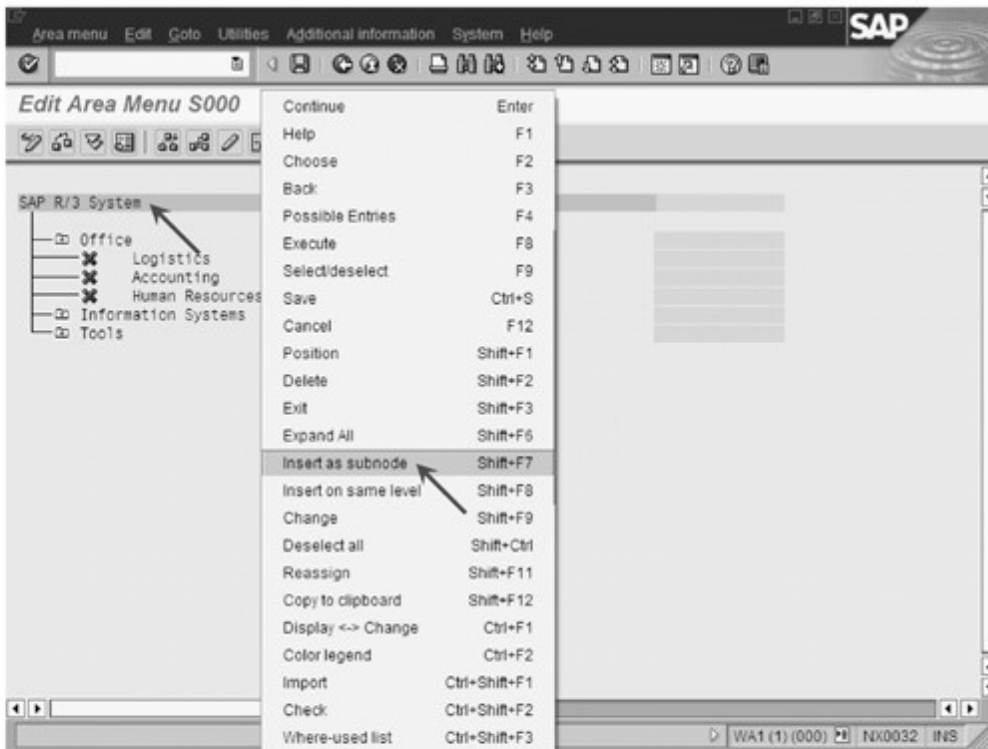 Area menu Edit Goto Utilities Additional information System Help
SAP
Edit Area Menu S000
SAP R/3 System
Office
Logistics
Accounting
Human Resources
Information Systems
Tools
Continue Enter
Help F1
Choose F2
Back F3
Possible Entries F4
Execute F8
Select/deselect F9
Save Ctrl+S
Cancel F12
Position Shift+F1
Delete Shift+F2
Exit Shift+F3
Expand All Shift+F6
Insert as subnode Shift+F7
Insert on same level Shift+F8
Change Shift+F9
Deselect all Shift+Ctrl
Reassign Shift+F11
Copy to clipboard Shift+F12
Display <-> Change Ctrl+F1
Color legend Ctrl+F2
Import Ctrl+Shift+F1
Check Ctrl+Shift+F2
Where-used list Ctrl+Shift+F3
WA1 (1) (000) NX0032 INS